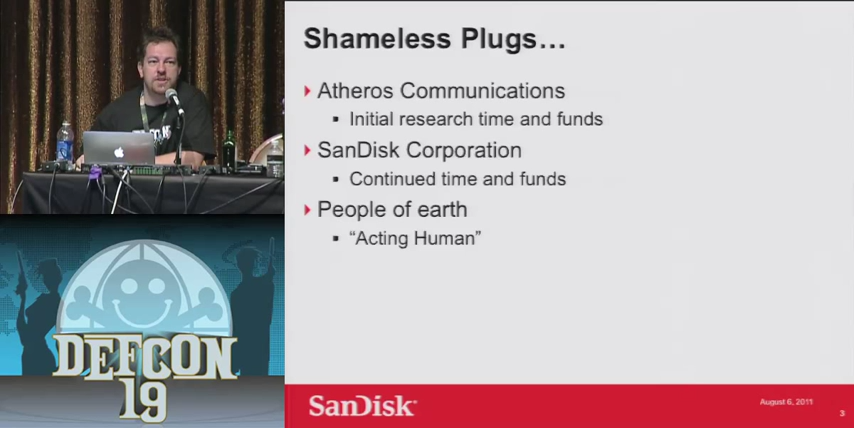 Shameless Plugs...
Atheros Communications
Initial research time and funds
SanDisk Corporation
Continued time and funds
People of earth
"Acting Human"
DEFCON
19
SanDisk
August 6, 2011
3